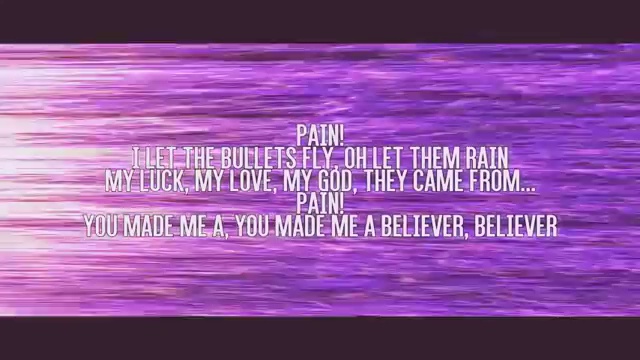 PAIN!
I LET THE BULLETS FLY, OH LET THEM RAIN
MY LUCK, MY LOVE, MY GOD, THEY CAME FROM...
PAIN!
YOU MADE ME A, YOU MADE ME A BELIEVER, BELIEVER